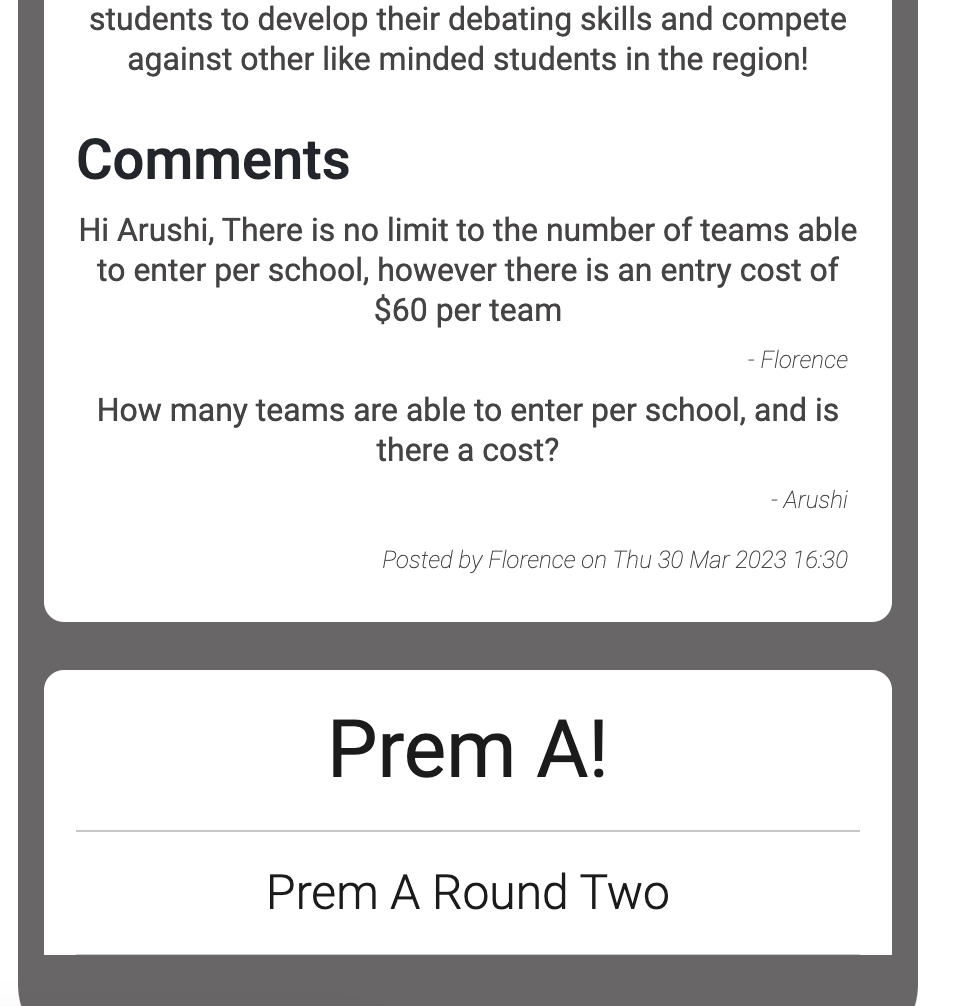 students to develop their debating skills and compete
against other like minded students in the region!
Comments
Hi Arushi, There is no limit to the number of teams able
to enter per school, however there is an entry cost of
$60 per team
- Florence
How many teams are able to enter per school, and is
there a cost?
- Arushi
Posted by Florence on Thu 30 Mar 2023 16:30
Prem A!
Prem A Round Two